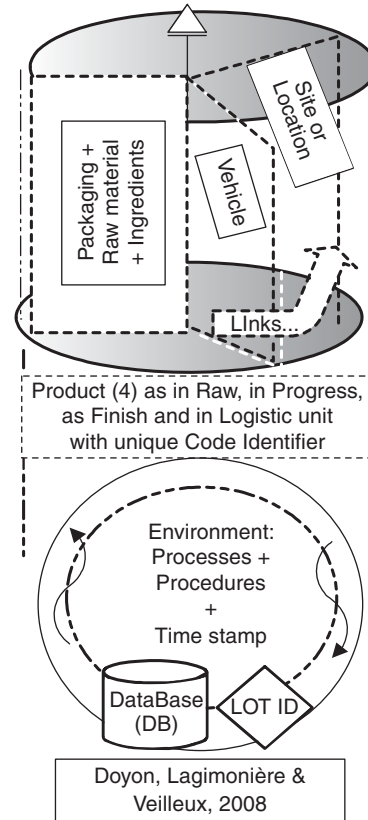 Packaging +
Raw material
+ Ingredients
Vehicle
Site or
Location
LInks...
Product (4) as in Raw, in Progress,
as Finish and in Logistic unit
with unique Code Identifier
Environment:
Processes +
Procedures
+
Time stamp
DataBase
(DB)
LOT ID
Doyon, Lagimonière &
Veilleux, 2008